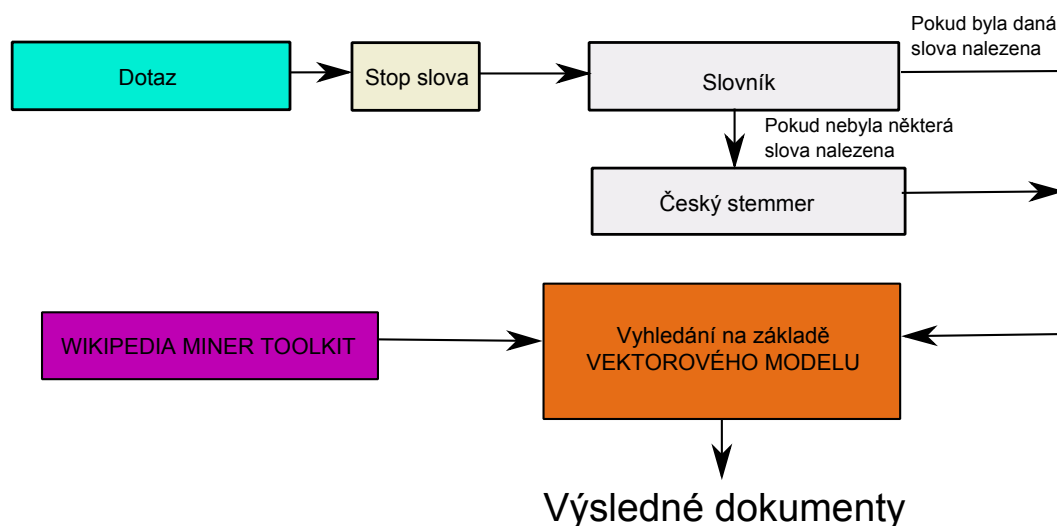 Dotaz
Stop slova
Slovník
Pokud byla daná
slova nalezena
Pokud nebyla některá
slova nalezena
Český stemmer
WIKIPEDIA MINER TOOLKIT
Vyhledání na základě
VEKTOROVÉHO MODELU
Výsledné dokumenty